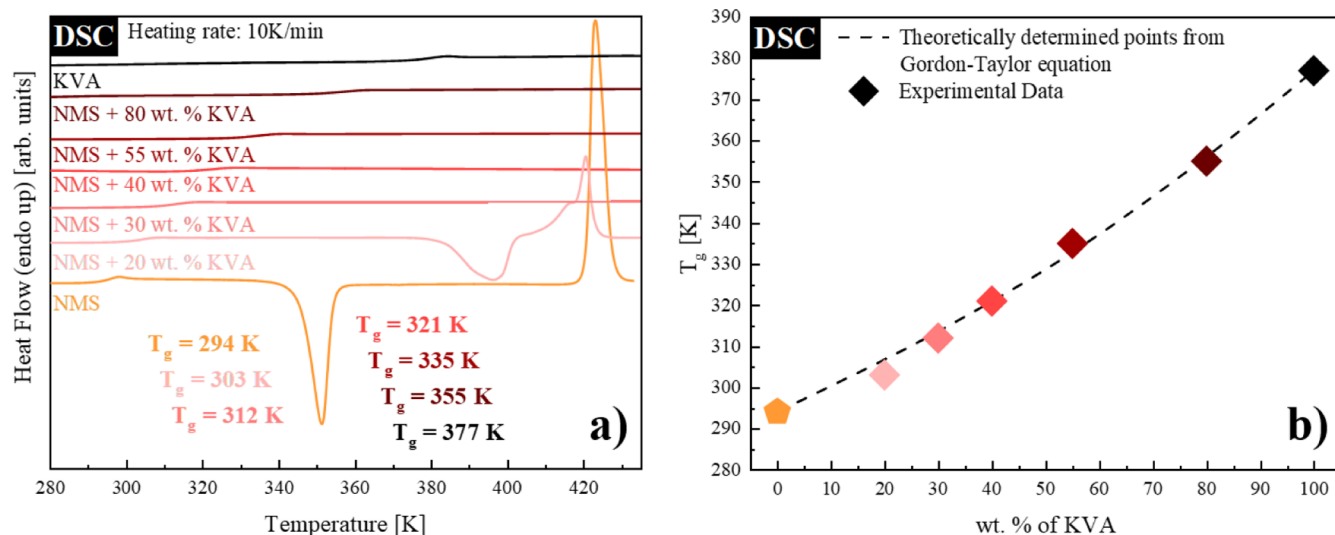 DSC
Heating rate: 10K/min
KVA
NMS + 80 wt. % KVA
NMS + 55 wt. % KVA
NMS + 40 wt. % KVA
NMS + 30 wt. % KVA
NMS + 20 wt. % KVA
NMS
Tg = 294 K
Tg = 303 K
Tg = 312 K
Tg = 321 K
Tg = 335 K
Tg = 355 K
Tg = 377 K
a)
Heat Flow (endo up) [arb. units]
280 300 320 340 360 380 400 420
Temperature [K]
DSC
Theoretically determined points from
Gordon-Taylor equation
Experimental Data
b)
Tg [K]
390
380
370
360
350
340
330
320
310
300
290
280
0 10 20 30 40 50 60 70 80 90 100
wt. % of KVA